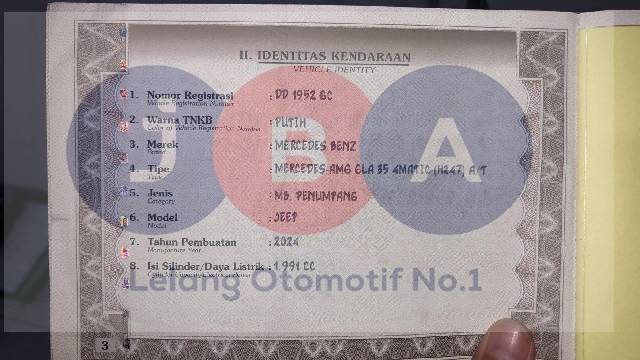 II. IDENTITAS KENDARAAN
VEHICLE IDENTITY
1. Nomor Registrasi : DD 1952 GC
Vehicle Registration Number
2. Warna TNKB : PUTIH
Color of Vehicle Registration Number
3. Merek : MERCEDES BENZ
Brand
4. Tipe : MERCEDES-AMG GLA 35 4MATIC (H247) A/T
Type
5. Jenis : MB. PENUMPANG
Category
6. Model : JEEP
Model
7. Tahun Pembuatan : 2024
Manufacture Year
8. Isi Silinder/Daya Listrik : 1.991 CC
J B A
Lelang Otomotif No.1
3